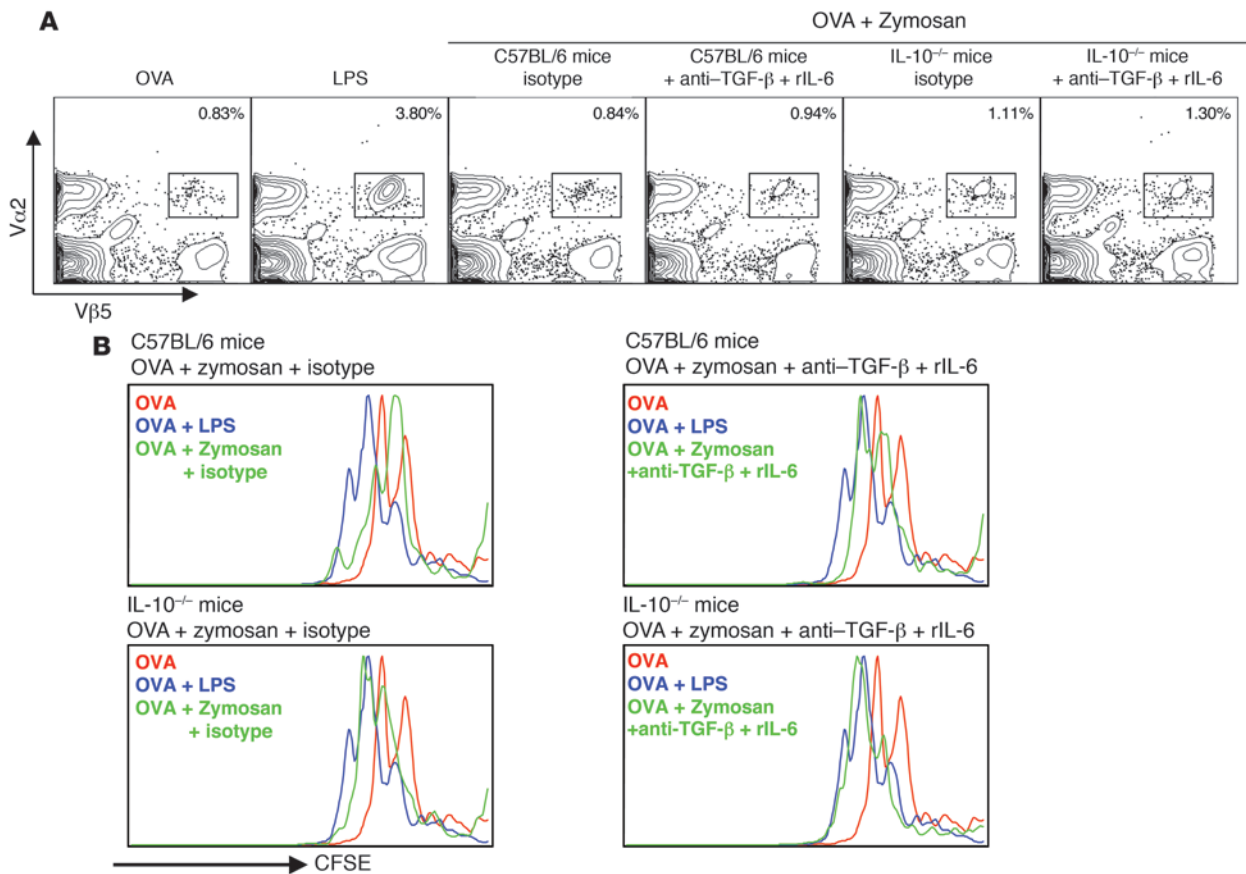 A
OVA + Zymosan
OVA
LPS
C57BL/6 mice
isotype
C57BL/6 mice
+ anti–TGF-β + rIL-6
IL-10–/– mice
isotype
IL-10–/– mice
+ anti–TGF-β + rIL-6
0.83%
3.80%
0.84%
0.94%
1.11%
1.30%
Vα2
Vβ5
B
C57BL/6 mice
OVA + zymosan + isotype
OVA
OVA + LPS
OVA + Zymosan
+ isotype
C57BL/6 mice
OVA + zymosan + anti–TGF-β + rIL-6
OVA
OVA + LPS
OVA + Zymosan
+anti-TGF-β + rIL-6
IL-10–/– mice
OVA + zymosan + isotype
OVA
OVA + LPS
OVA + Zymosan
+ isotype
IL-10–/– mice
OVA + zymosan + anti–TGF-β + rIL-6
OVA
OVA + LPS
OVA + Zymosan
+anti-TGF-β + rIL-6
CFSE